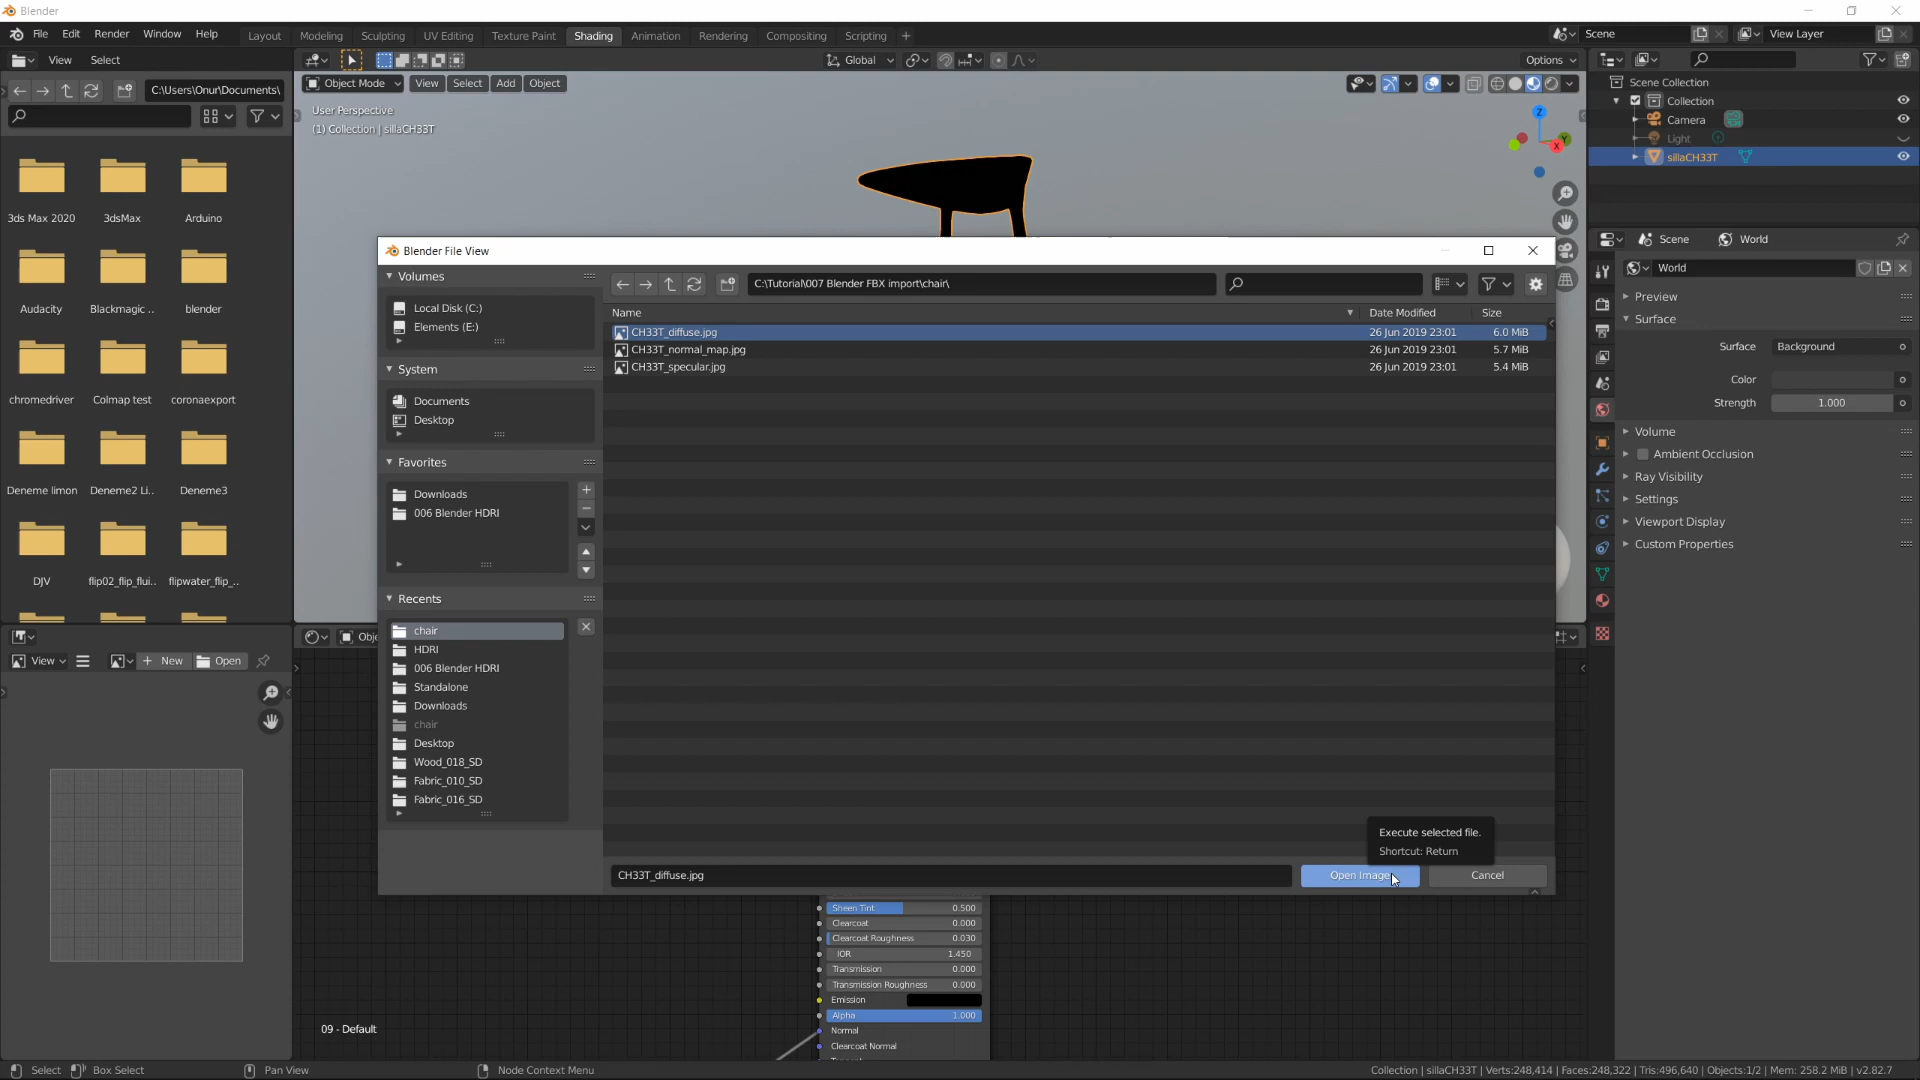 Blender
File Edit Render Window Help Layout Modeling Sculpting UV Editing Texture Paint Shading Animation Rendering Compositing Scripting + Scene View Layer
View Select Global Options
C:\Users\Onur\Documents\ Object Mode View Select Add Object
User Perspective
(1) Collection | sillaCH33T
Scene Collection
Collection
Camera
Light
sillaCH33T
3ds Max 2020 3dsMax Arduino
Audacity Blackmagic .. blender
chromedriver Colmap test coronaexport
Deneme limon Deneme2 Li.. Deneme3
DJV flip02_flip_flui.. flipwater_flip_..
Blender File View
Volumes
Local Disk (C:)
Elements (E:)
System
Documents
Desktop
Favorites
Downloads
006 Blender HDRI
Recents
chair
HDRI
006 Blender HDRI
Standalone
Downloads
chair
Desktop
Wood_018_SD
Fabric_010_SD
Fabric_016_SD
C:\Tutorial\007 Blender FBX import\chair\
Name Date Modified Size
CH33T_diffuse.jpg 26 Jun 2019 23:01 6.0 MiB
CH33T_normal_map.jpg 26 Jun 2019 23:01 5.7 MiB
CH33T_specular.jpg 26 Jun 2019 23:01 5.4 MiB
Execute selected file.
Shortcut: Return
CH33T_diffuse.jpg Open Image Cancel
Scene World
World
Preview
Surface
Surface Background
Color
Strength 1.000
Volume
Ambient Occlusion
Ray Visibility
Settings
Viewport Display
Custom Properties
Obje
View New Open
Sheen Tint 0.500
Clearcoat 0.000
Clearcoat Roughness 0.030
IOR 1.450
Transmission 0.000
Transmission Roughness 0.000
Emission
Alpha 1.000
Normal
Clearcoat Normal
09 - Default
Select Box Select Pan View Node Context Menu Collection | sillaCH33T | Verts:248,414 | Faces:248,322 | Tris:496,640 | Objects:1/2 | Mem: 258.2 MiB | v2.82.7